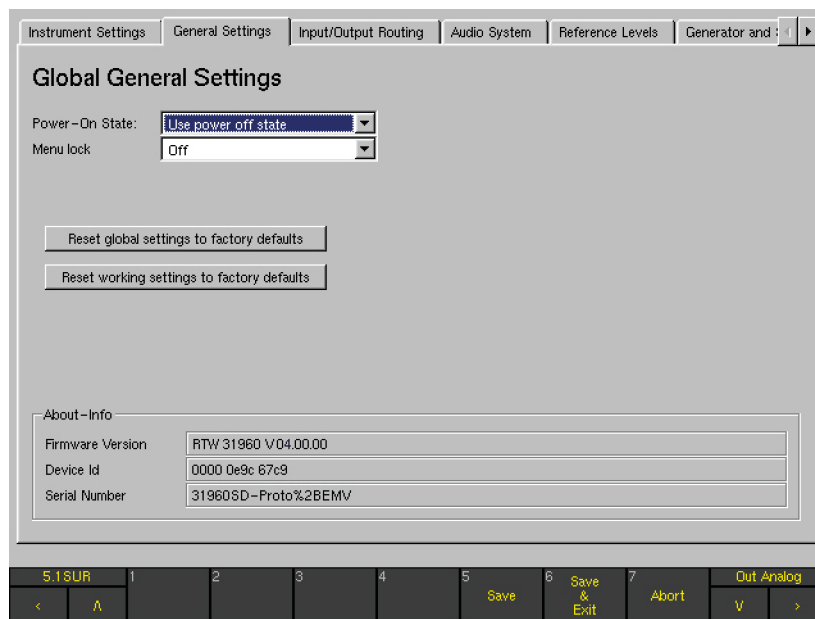 Instrument Settings General Settings Input/Output Routing Audio System Reference Levels Generator and
Global General Settings
Power-On State: Use power off state
Menu lock Off
Reset global settings to factory defaults
Reset working settings to factory defaults
About-Info
Firmware Version RTW 31960 V04.00.00
Device Id 0000 0e9c 67c9
Serial Number 31960SD-Proto%2BEMV
5.1SUR 1 2 3 4 5 6 7 Out Analog
< Λ Save Save & Exit Abort V >